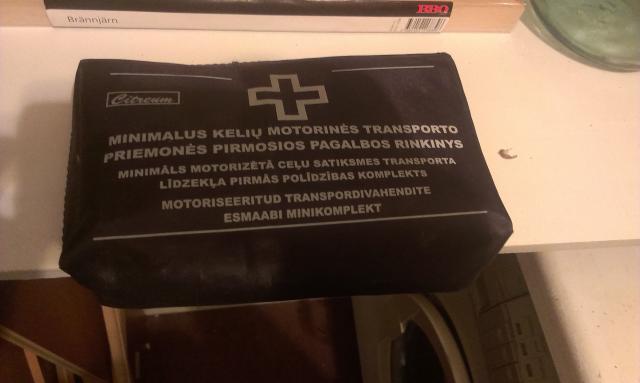 Brännjärn
BBQ
Citreum
MINIMALUS KELIŲ MOTORINĖS TRANSPORTO
PRIEMONĖS PIRMOSIOS PAGALBOS RINKINYS
MINIMĀLS MOTORIZĒTĀ CEĻU SATIKSMES TRANSPORTA
LĪDZEKĻA PIRMĀS POLĪDZĪBAS KOMPLEKTS
MOTORISEERITUD TRANSPORDIVAHENDITE
ESMAABI MINIKOMPLEKT